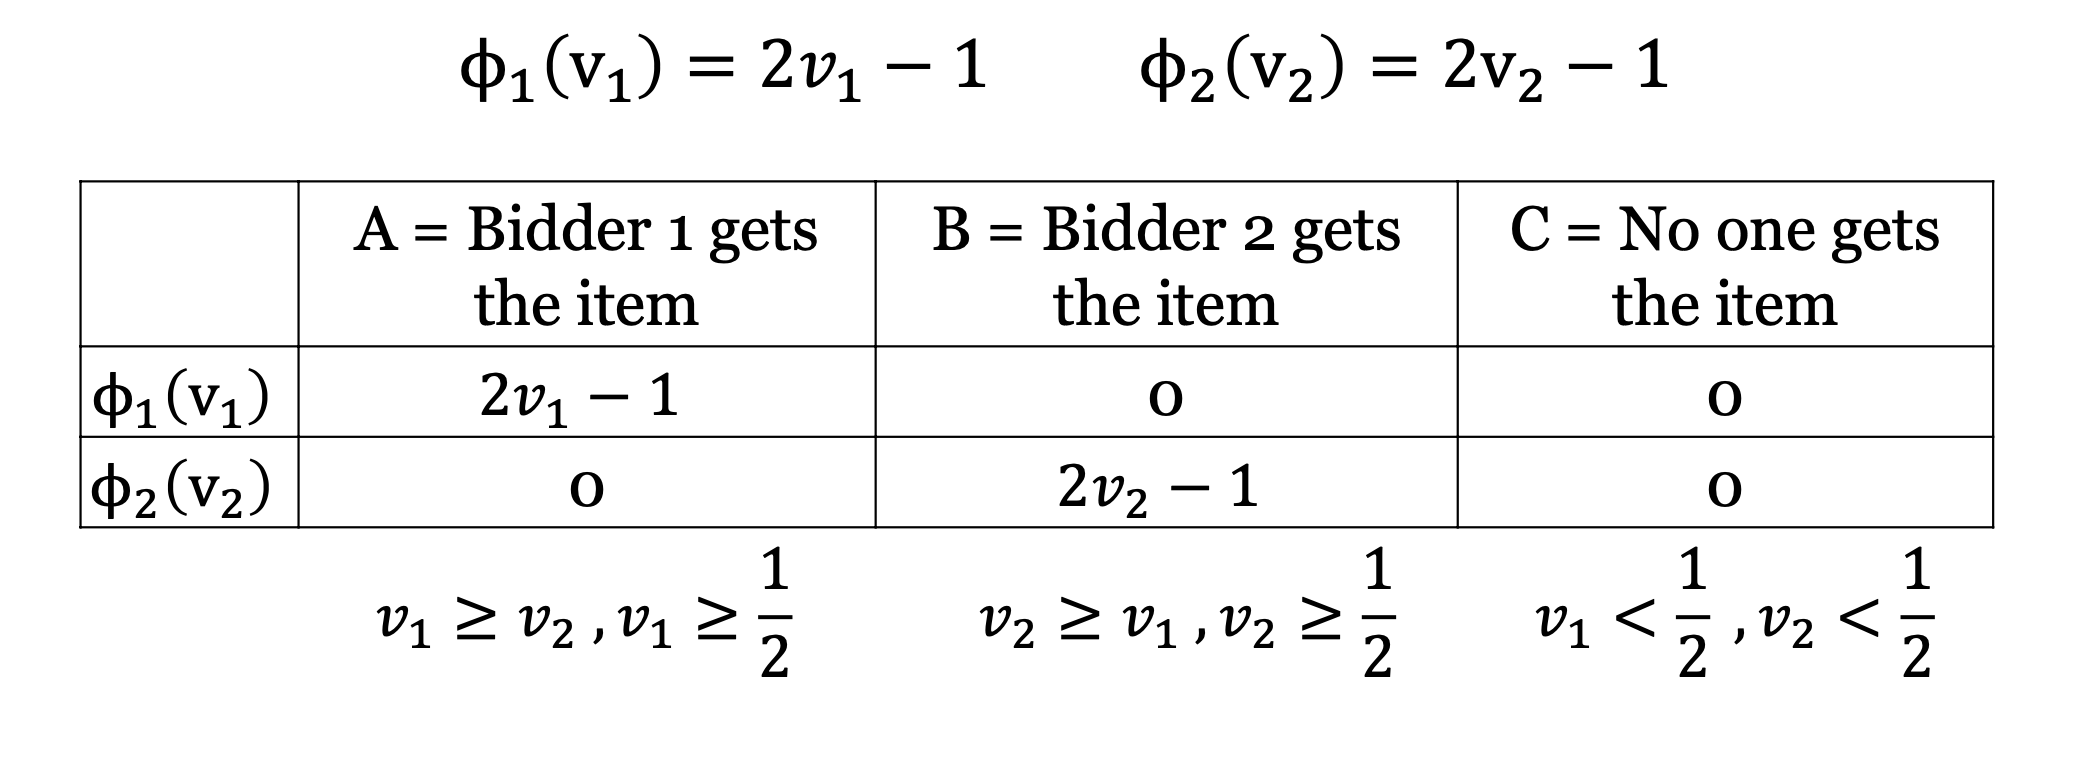 ϕ₁(v₁) = 2v₁ − 1 ϕ₂(v₂) = 2v₂ − 1
A = Bidder 1 gets the item B = Bidder 2 gets the item C = No one gets the item
ϕ₁(v₁) 2v₁ − 1 0 0
ϕ₂(v₂) 0 2v₂ − 1 0
v₁ ≥ v₂ , v₁ ≥ 1/2 v₂ ≥ v₁ , v₂ ≥ 1/2 v₁ < 1/2 , v₂ < 1/2